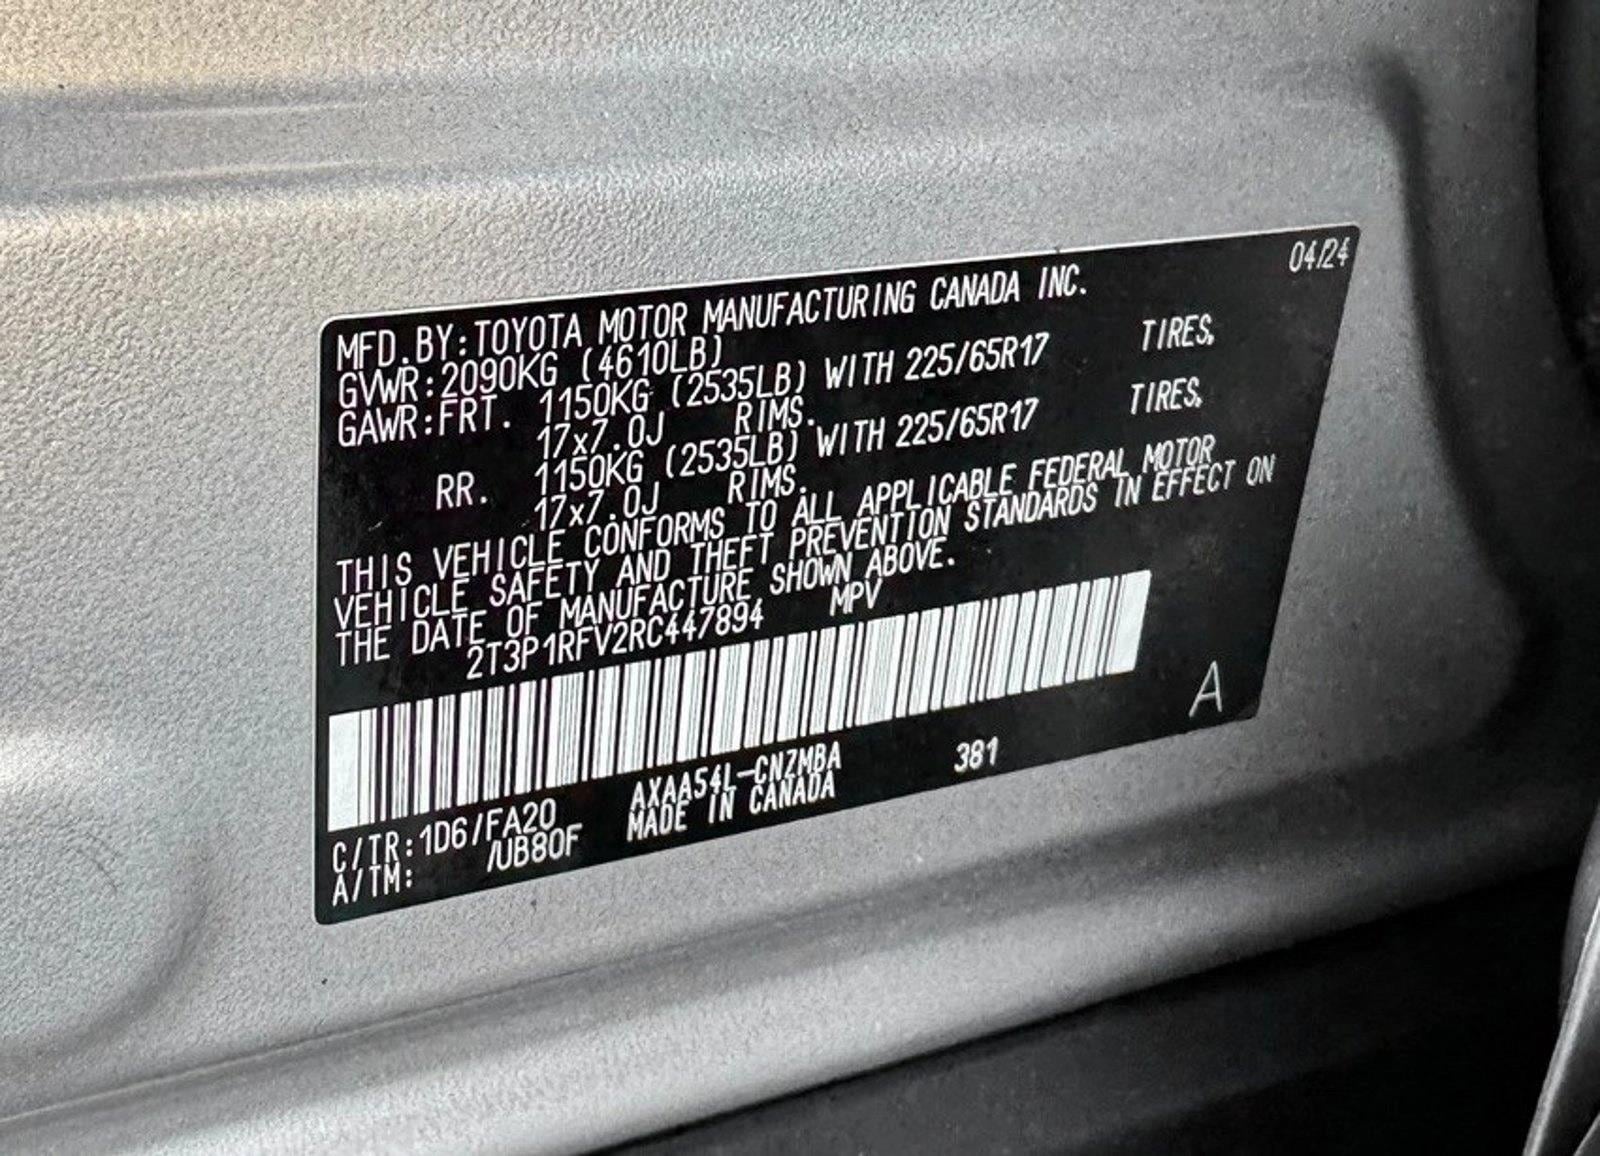 04/24
MFD.BY:TOYOTA MOTOR MANUFACTURING CANADA INC.
GVWR:2090KG (4610LB)
GAWR:FRT. 1150KG (2535LB) WITH 225/65R17 TIRES,
17x7.0J RIMS.
RR. 1150KG (2535LB) WITH 225/65R17 TIRES,
17x7.0J RIMS.
THIS VEHICLE CONFORMS TO ALL APPLICABLE FEDERAL MOTOR
VEHICLE SAFETY AND THEFT PREVENTION STANDARDS IN EFFECT ON
THE DATE OF MANUFACTURE SHOWN ABOVE.
2T3P1RFV2RC447894 MPV
A
C/TR:1D6/FA20 AXAA54L-CNZMBA 381
A/TM: /UB80F MADE IN CANADA